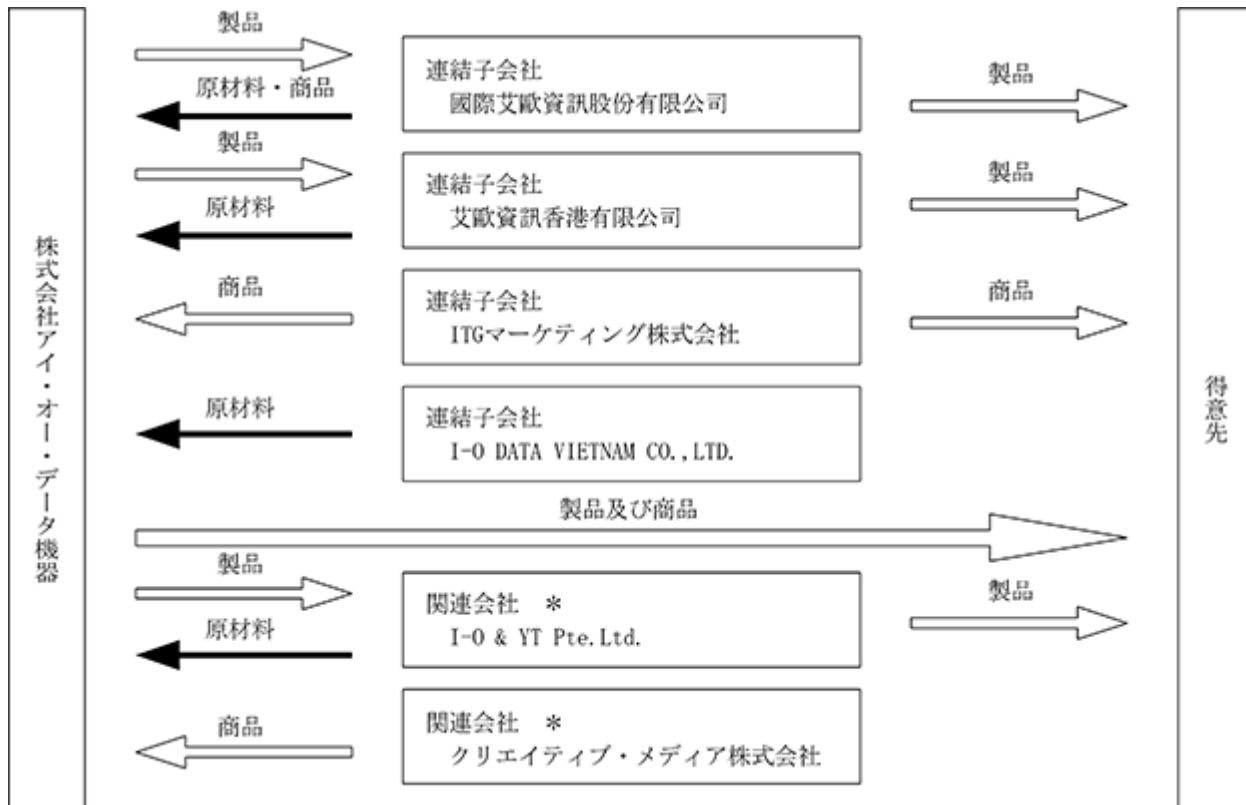 株式会社アイ・オー・データ機器
製品
原材料・商品
連結子会社
國際艾歐資訊股份有限公司
製品
製品
原材料
連結子会社
艾歐資訊香港有限公司
製品
商品
連結子会社
ITGマーケティング株式会社
商品
原材料
連結子会社
I-O DATA VIETNAM CO.,LTD.
製品及び商品
製品
原材料
関連会社 *
I-O & YT Pte.Ltd.
製品
商品
関連会社 *
クリエイティブ・メディア株式会社
得意先